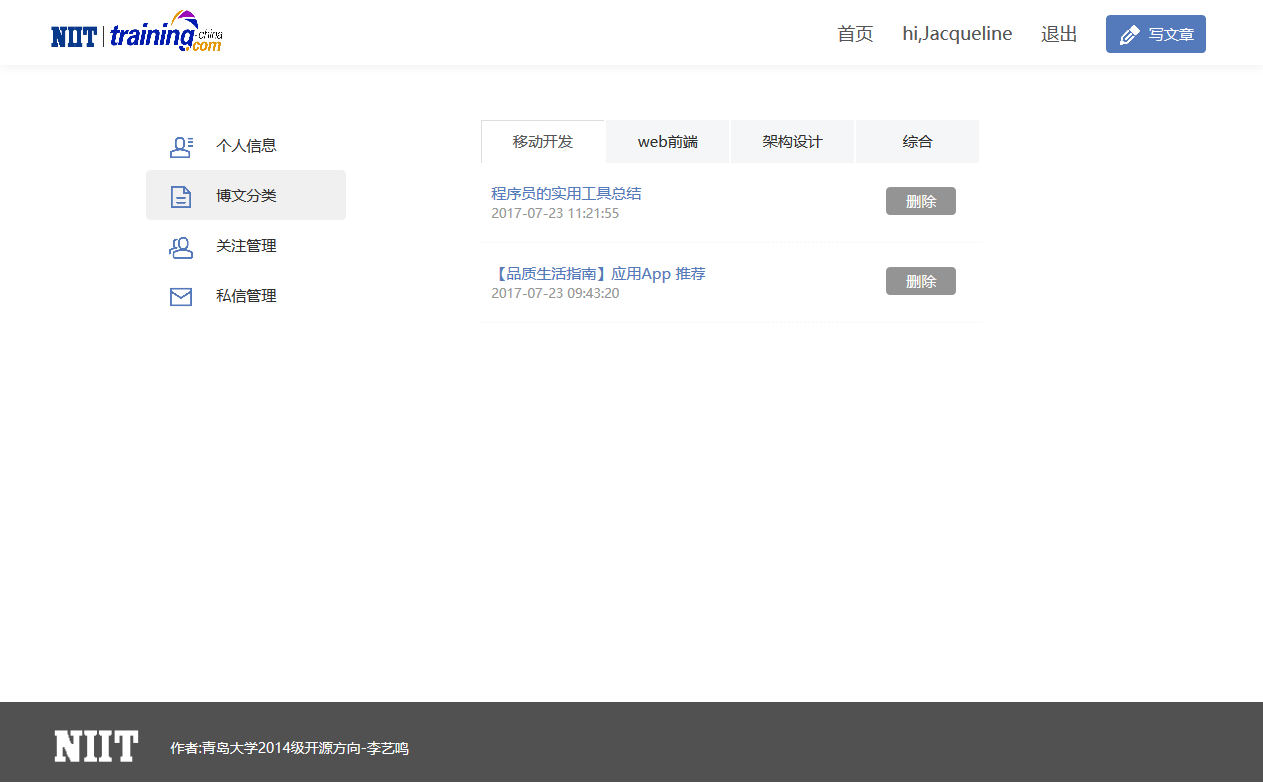 NIIT training-china.com
首页 hi,Jacqueline 退出 写文章
个人信息
博文分类
关注管理
私信管理
移动开发 web前端 架构设计 综合
程序员的实用工具总结
2017-07-23 11:21:55
删除
【品质生活指南】应用App 推荐
2017-07-23 09:43:20
删除
NIIT 作者:青岛大学2014级开源方向-李艺鸣